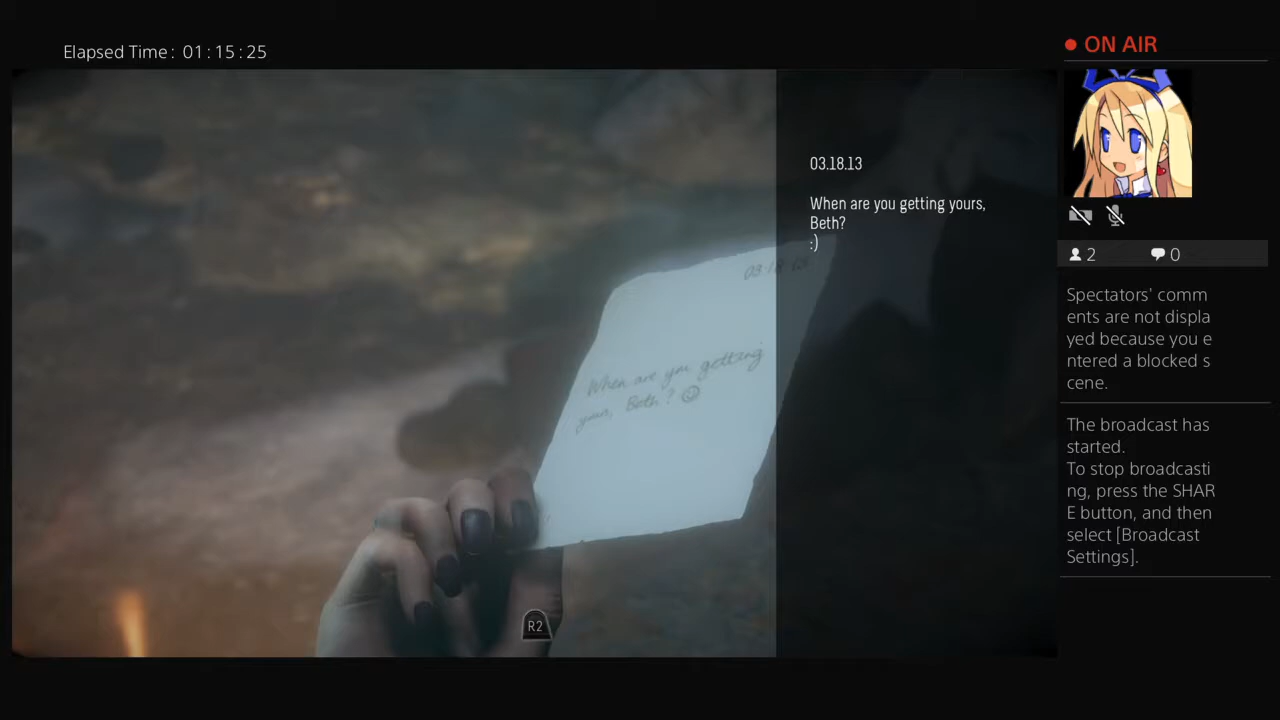 Elapsed Time: 01:15:25
ON AIR
03.18.13
When are you getting yours,
Beth?
:)
2
0
Spectators' comm
ents are not displa
yed because you e
ntered a blocked s
cene.
The broadcast has
started.
To stop broadcasti
ng, press the SHAR
E button, and then
select [Broadcast
Settings].
03·18·
When are you getting
yours, Beth? ☺
R2